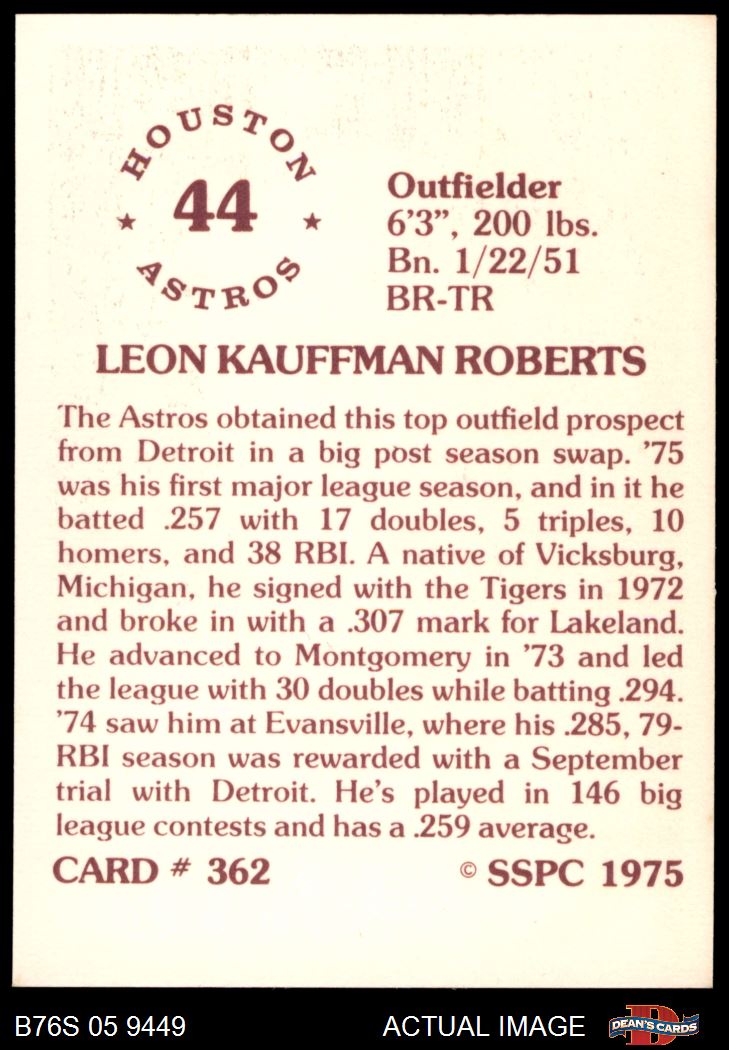 HOUSTON
44
ASTROS
Outfielder
6'3", 200 lbs.
Bn. 1/22/51
BR-TR
LEON KAUFFMAN ROBERTS
The Astros obtained this top outfield prospect
from Detroit in a big post season swap. '75
was his first major league season, and in it he
batted .257 with 17 doubles, 5 triples, 10
homers, and 38 RBI. A native of Vicksburg,
Michigan, he signed with the Tigers in 1972
and broke in with a .307 mark for Lakeland.
He advanced to Montgomery in '73 and led
the league with 30 doubles while batting .294.
'74 saw him at Evansville, where his .285, 79-
RBI season was rewarded with a September
trial with Detroit. He's played in 146 big
league contests and has a .259 average.
CARD # 362 © SSPC 1975
B76S 05 9449 ACTUAL IMAGE D DEAN'S CARDS